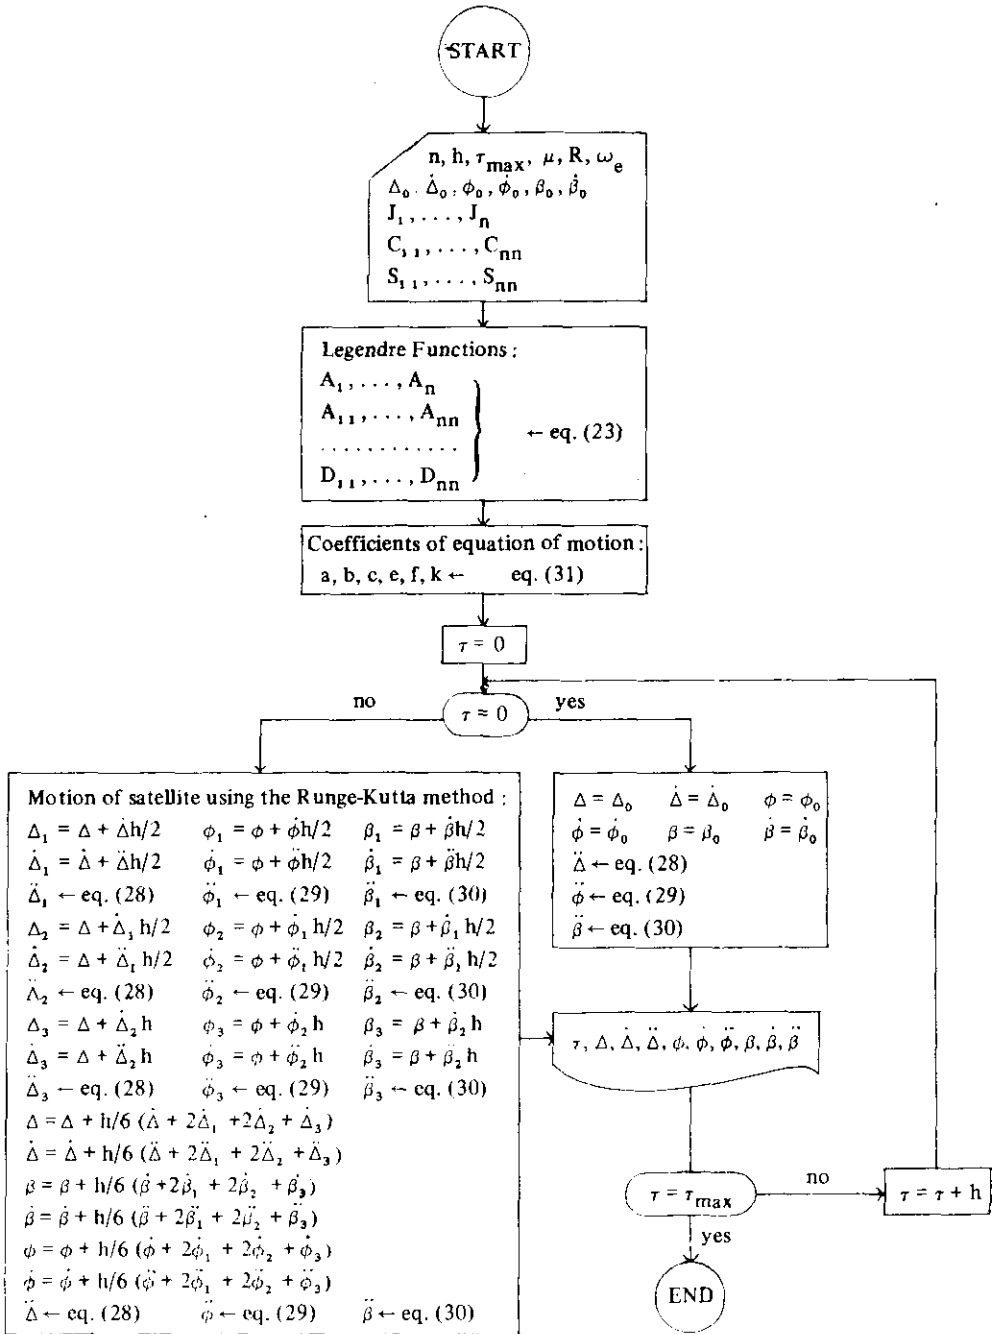 START
n, h, τmax, μ, R, ωe
Δ₀, Δ̇₀, ϕ₀, ϕ̇₀, β₀, β̇₀
J₁, . . . , Jn
C₁₁, . . . , Cnn
S₁₁, . . . , Snn
Legendre Functions :
A₁, . . . , An
A₁₁, . . . , Ann
. . . . . . . . . . . .
D₁₁, . . . , Dnn
← eq. (23)
Coefficients of equation of motion :
a, b, c, e, f, k ← eq. (31)
τ = 0
no τ = 0 yes
Motion of satellite using the Runge-Kutta method :
Δ₁ = Δ + Δ̇h/2 ϕ₁ = ϕ + ϕ̇h/2 β₁ = β + β̇h/2
Δ̇₁ = Δ̇ + Δ̈h/2 ϕ̇₁ = ϕ + ϕ̈h/2 β̇₁ = β + β̈h/2
Δ̈₁ ← eq. (28) ϕ̈₁ ← eq. (29) β̈₁ ← eq. (30)
Δ₂ = Δ + Δ̇₁ h/2 ϕ₂ = ϕ + ϕ̇₁ h/2 β₂ = β + β̇₁ h/2
Δ̇₂ = Δ + Δ̈₁ h/2 ϕ̇₂ = ϕ + ϕ̈₁ h/2 β̇₂ = β + β̈₁ h/2
Δ̈₂ ← eq. (28) ϕ̈₂ ← eq. (29) β̈₂ ← eq. (30)
Δ₃ = Δ + Δ̇₂ h ϕ₃ = ϕ + ϕ̇₂ h β₃ = β + β̇₂ h
Δ̇₃ = Δ + Δ̈₂ h ϕ̇₃ = ϕ + ϕ̈₂ h β̇₃ = β + β̈₂ h
Δ̈₃ ← eq. (28) ϕ̈₃ ← eq. (29) β̈₃ ← eq. (30)
Δ = Δ + h/6 (Δ̇ + 2Δ̇₁ +2Δ̇₂ + Δ̇₃)
Δ̇ = Δ̇ + h/6 (Δ̈ + 2Δ̈₁ + 2Δ̈₂ +Δ̈₃)
β = β + h/6 (β̇ +2β̇₁ + 2β̇₂ + β̇₃)
β̇ = β̇ + h/6 (β̈ + 2β̈₁ + 2β̈₂ + β̈₃)
ϕ = ϕ + h/6 (ϕ̇ + 2ϕ̇₁ + 2ϕ̇₂ + ϕ̇₃)
ϕ̇ = ϕ̇ + h/6 (ϕ̈ + 2ϕ̈₁ + 2ϕ̈₂ + ϕ̈₃)
Δ̈ ← eq. (28) ϕ̈ ← eq. (29) β̈ ← eq. (30)
Δ = Δ₀ Δ̇ = Δ̇₀ ϕ = ϕ₀
ϕ̇ = ϕ̇₀ β = β₀ β̇ = β̇₀
Δ̈ ← eq. (28)
ϕ̈ ← eq. (29)
β̈ ← eq. (30)
τ, Δ, Δ̇, Δ̈, ϕ, ϕ̇, ϕ̈, β, β̇, β̈
τ = τmax no τ = τ + h
yes
END